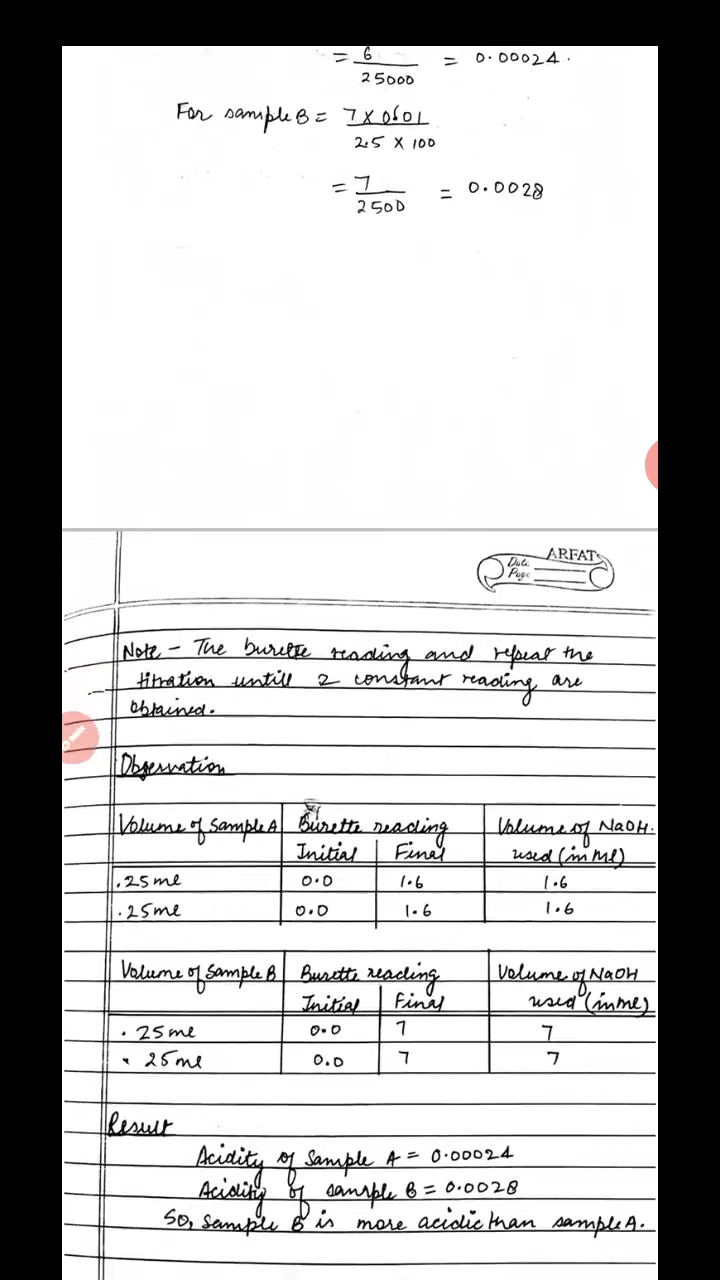 = 6 / 25000 = 0.00024.
For sample B = 7 x 0.01 / 25 x 100
= 7 / 2500 = 0.0028
ARFAT
Date
Page
Note - The burette reading and repeat the
titration untill 2 constant reading are
obtained.
Observation
Volume of Sample A Burette reading Volume of NaOH.
Initial Final used (in ml)
.25ml 0.0 1.6 1.6
.25ml 0.0 1.6 1.6
Volume of Sample B Burette reading Volume of NaOH
Initial Final used (in ml)
. 25 ml 0.0 7 7
. 25 ml 0.0 7 7
Result
Acidity of Sample A = 0.00024
Acidity of sample B = 0.0028
So, Sample B is more acidic than sample A.